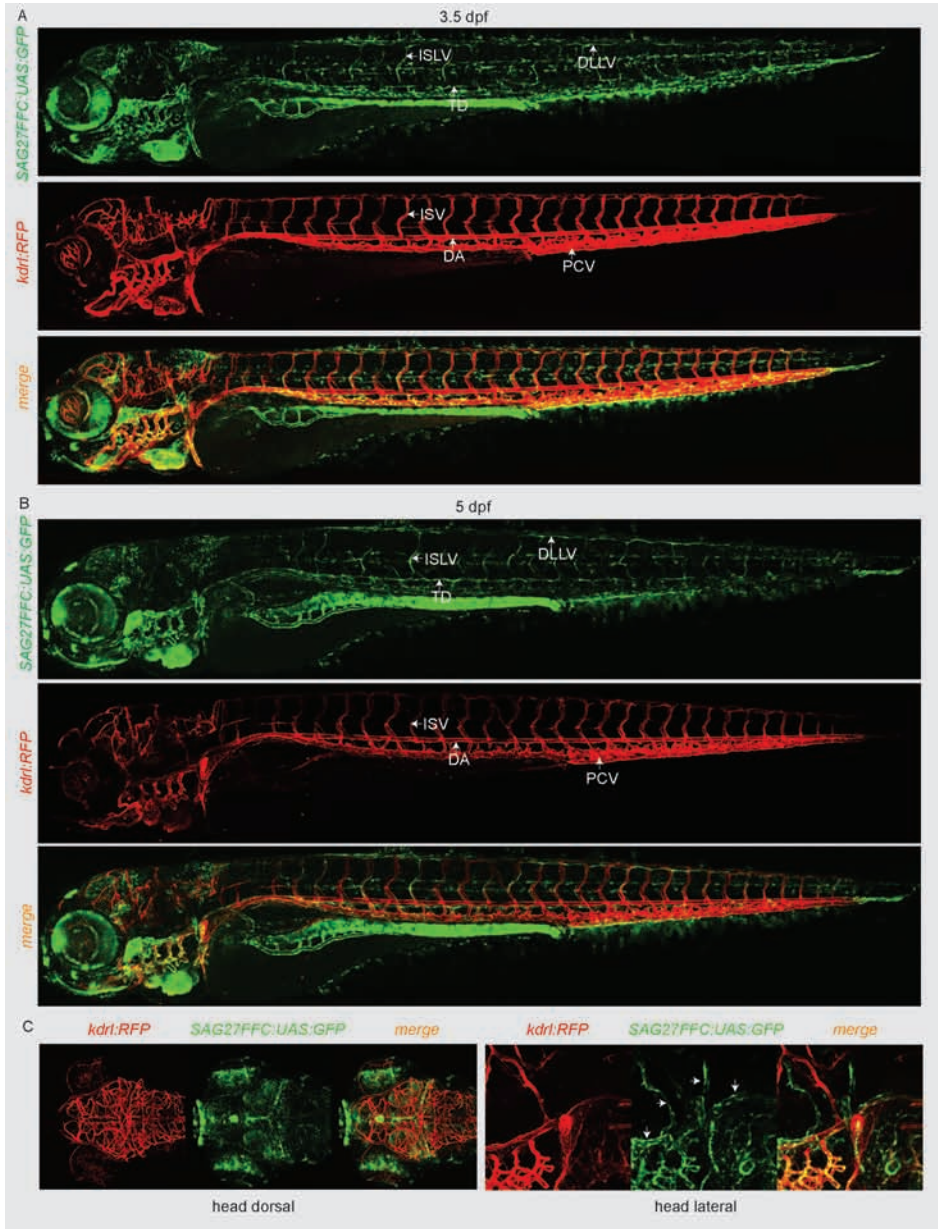 A
3.5 dpf
SAG27FFC;UAS:GFP
ISLV
DLLV
TD
kdrl:RFP
ISV
DA
PCV
merge
B
5 dpf
SAG27FFC;UAS:GFP
ISLV
DLLV
TD
kdrl:RFP
ISV
DA
PCV
merge
C
kdrl:RFP SAG27FFC;UAS:GFP merge kdrl:RFP SAG27FFC;UAS:GFP merge
head dorsal head lateral